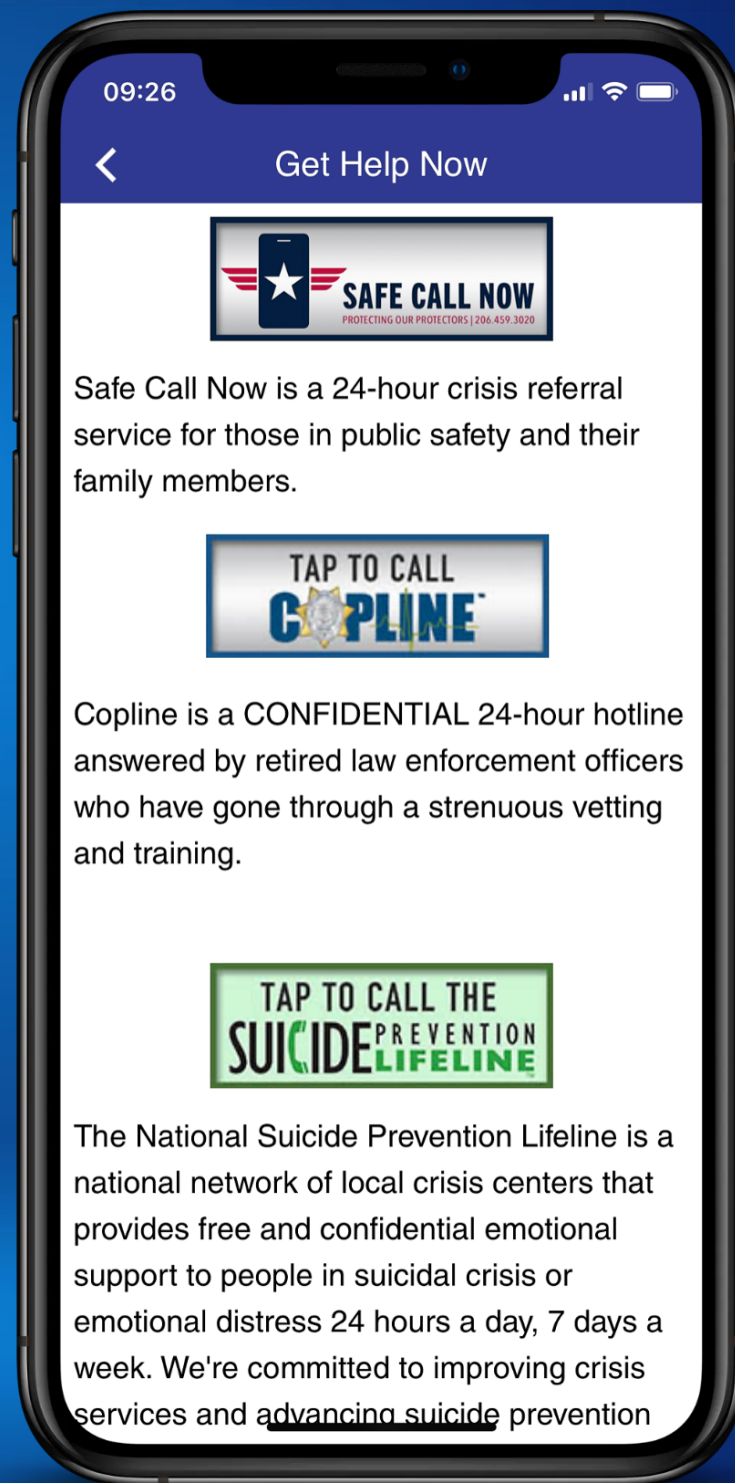 09:26
Get Help Now
SAFE CALL NOW
PROTECTING OUR PROTECTORS | 206.459.3020
Safe Call Now is a 24-hour crisis referral
service for those in public safety and their
family members.
TAP TO CALL
COPLINE™
Copline is a CONFIDENTIAL 24-hour hotline
answered by retired law enforcement officers
who have gone through a strenuous vetting
and training.
TAP TO CALL THE
SUICIDE PREVENTION
LIFELINE™
The National Suicide Prevention Lifeline is a
national network of local crisis centers that
provides free and confidential emotional
support to people in suicidal crisis or
emotional distress 24 hours a day, 7 days a
week. We're committed to improving crisis
services and advancing suicide prevention